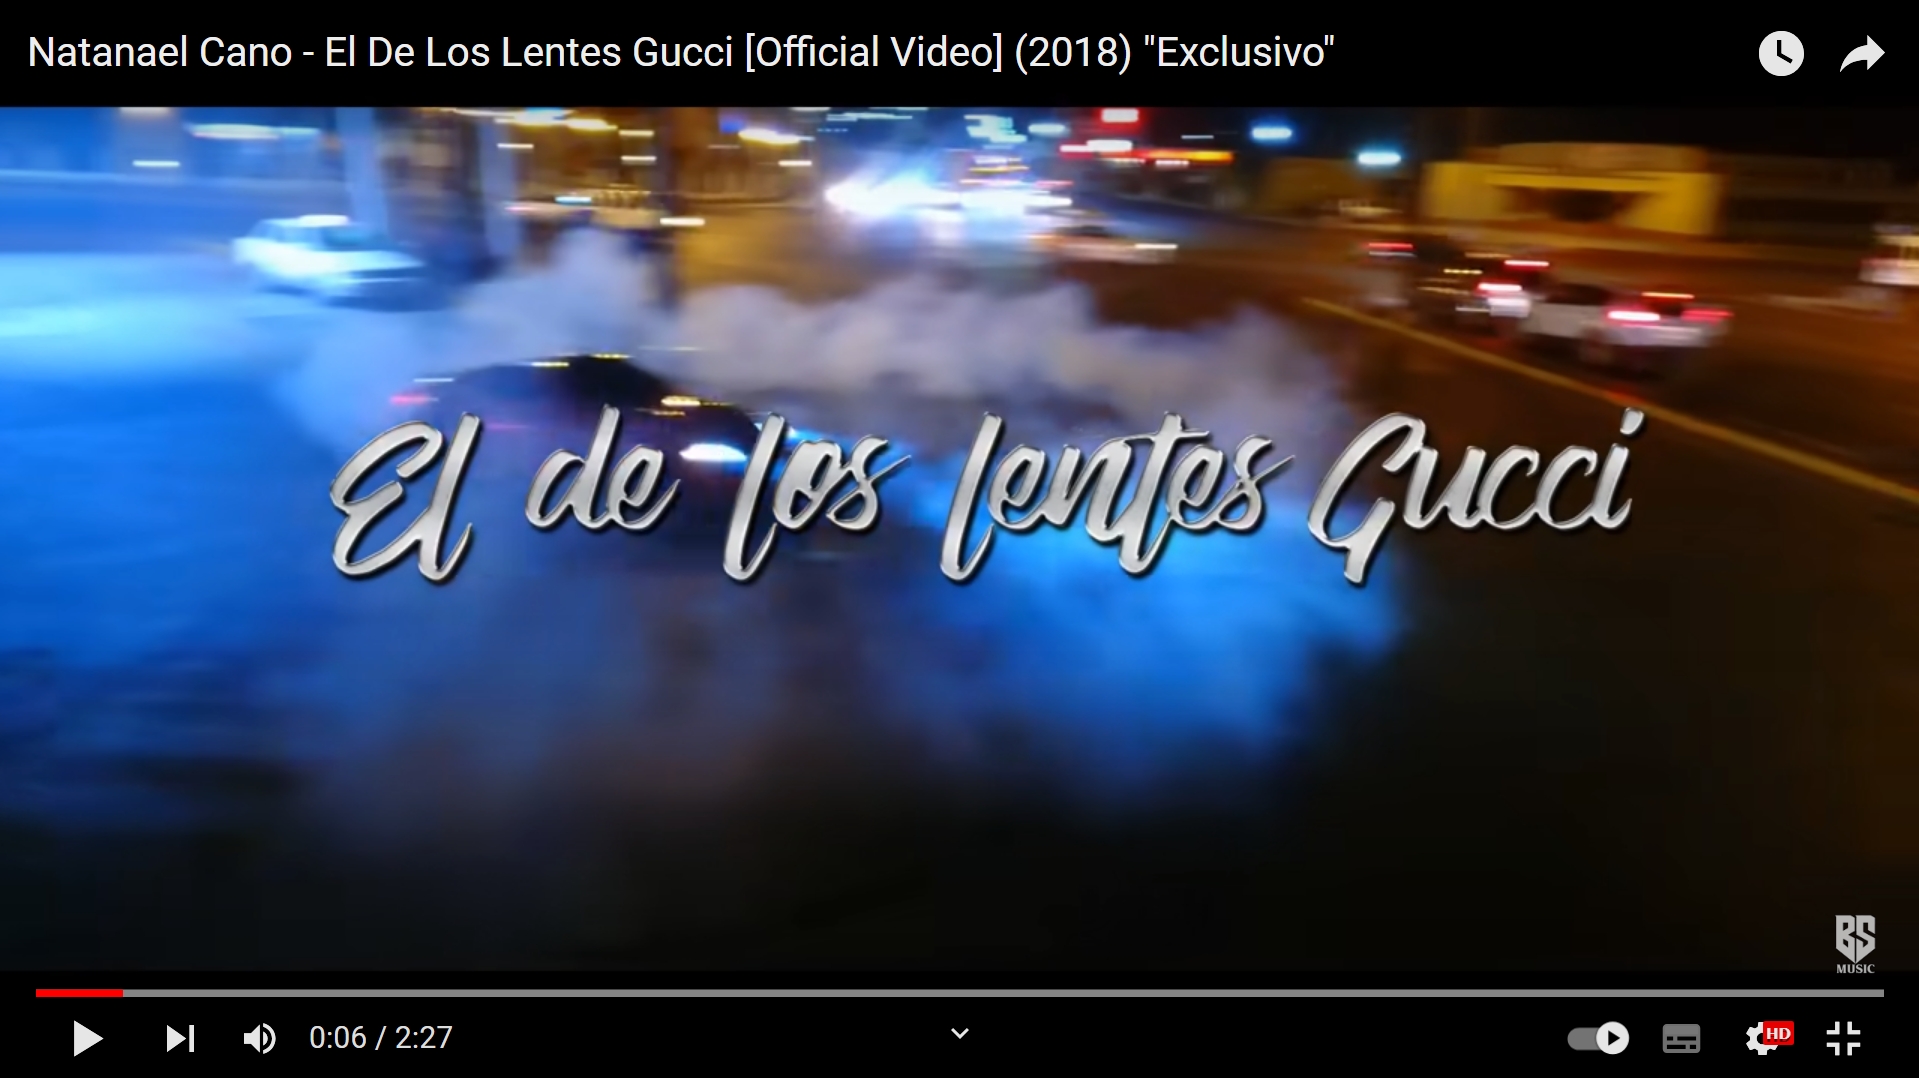 Natanael Cano - El De Los Lentes Gucci [Official Video] (2018) "Exclusivo"
El de los lentes Gucci
BS
MUSIC
0:06 / 2:27
HD